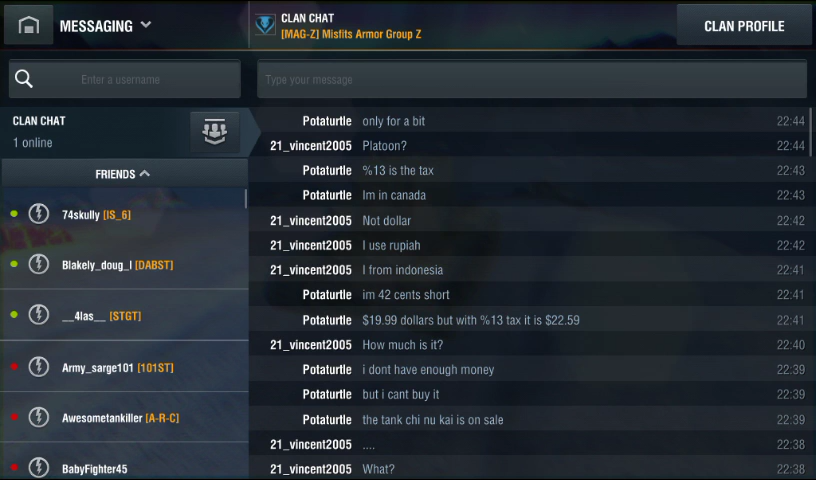 MESSAGING
CLAN CHAT
[MAG-Z] Misfits Armor Group Z
CLAN PROFILE
Enter a username
Type your message
CLAN CHAT
1 online
FRIENDS
74skully [IS_6]
Blakely_doug_I [DABST]
__4las__ [STGT]
Army_sarge101 [101ST]
Awesometankiller [A-R-C]
BabyFighter45
Potaturtle only for a bit 22:44
21_vincent2005 Platoon? 22:44
Potaturtle %13 is the tax 22:43
Potaturtle Im in canada 22:43
21_vincent2005 Not dollar 22:42
21_vincent2005 I use rupiah 22:42
21_vincent2005 I from indonesia 22:41
Potaturtle im 42 cents short 22:41
Potaturtle $19.99 dollars but with %13 tax it is $22.59 22:41
21_vincent2005 How much is it? 22:40
Potaturtle i dont have enough money 22:39
Potaturtle but i cant buy it 22:39
Potaturtle the tank chi nu kai is on sale 22:39
21_vincent2005 .... 22:38
21_vincent2005 What? 22:38